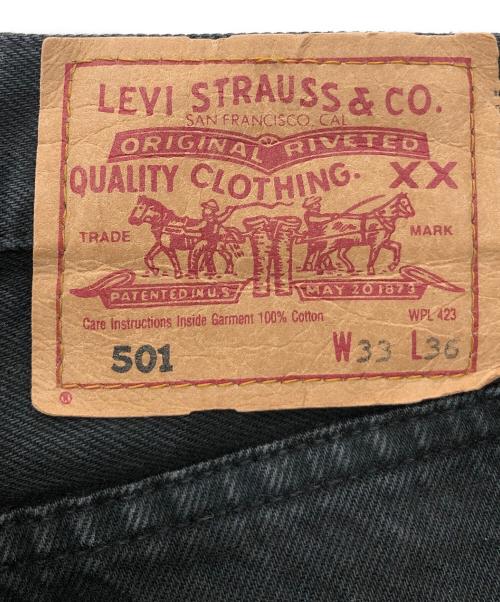 LEVI STRAUSS & CO.
SAN FRANCISCO, CAL
ORIGINAL RIVETED
QUALITY CLOTHING. XX
TRADE MARK
PATENTED IN U.S. MAY 20 1873
Care Instructions Inside Garment 100% Cotton WPL 423
501 W33 L36
®